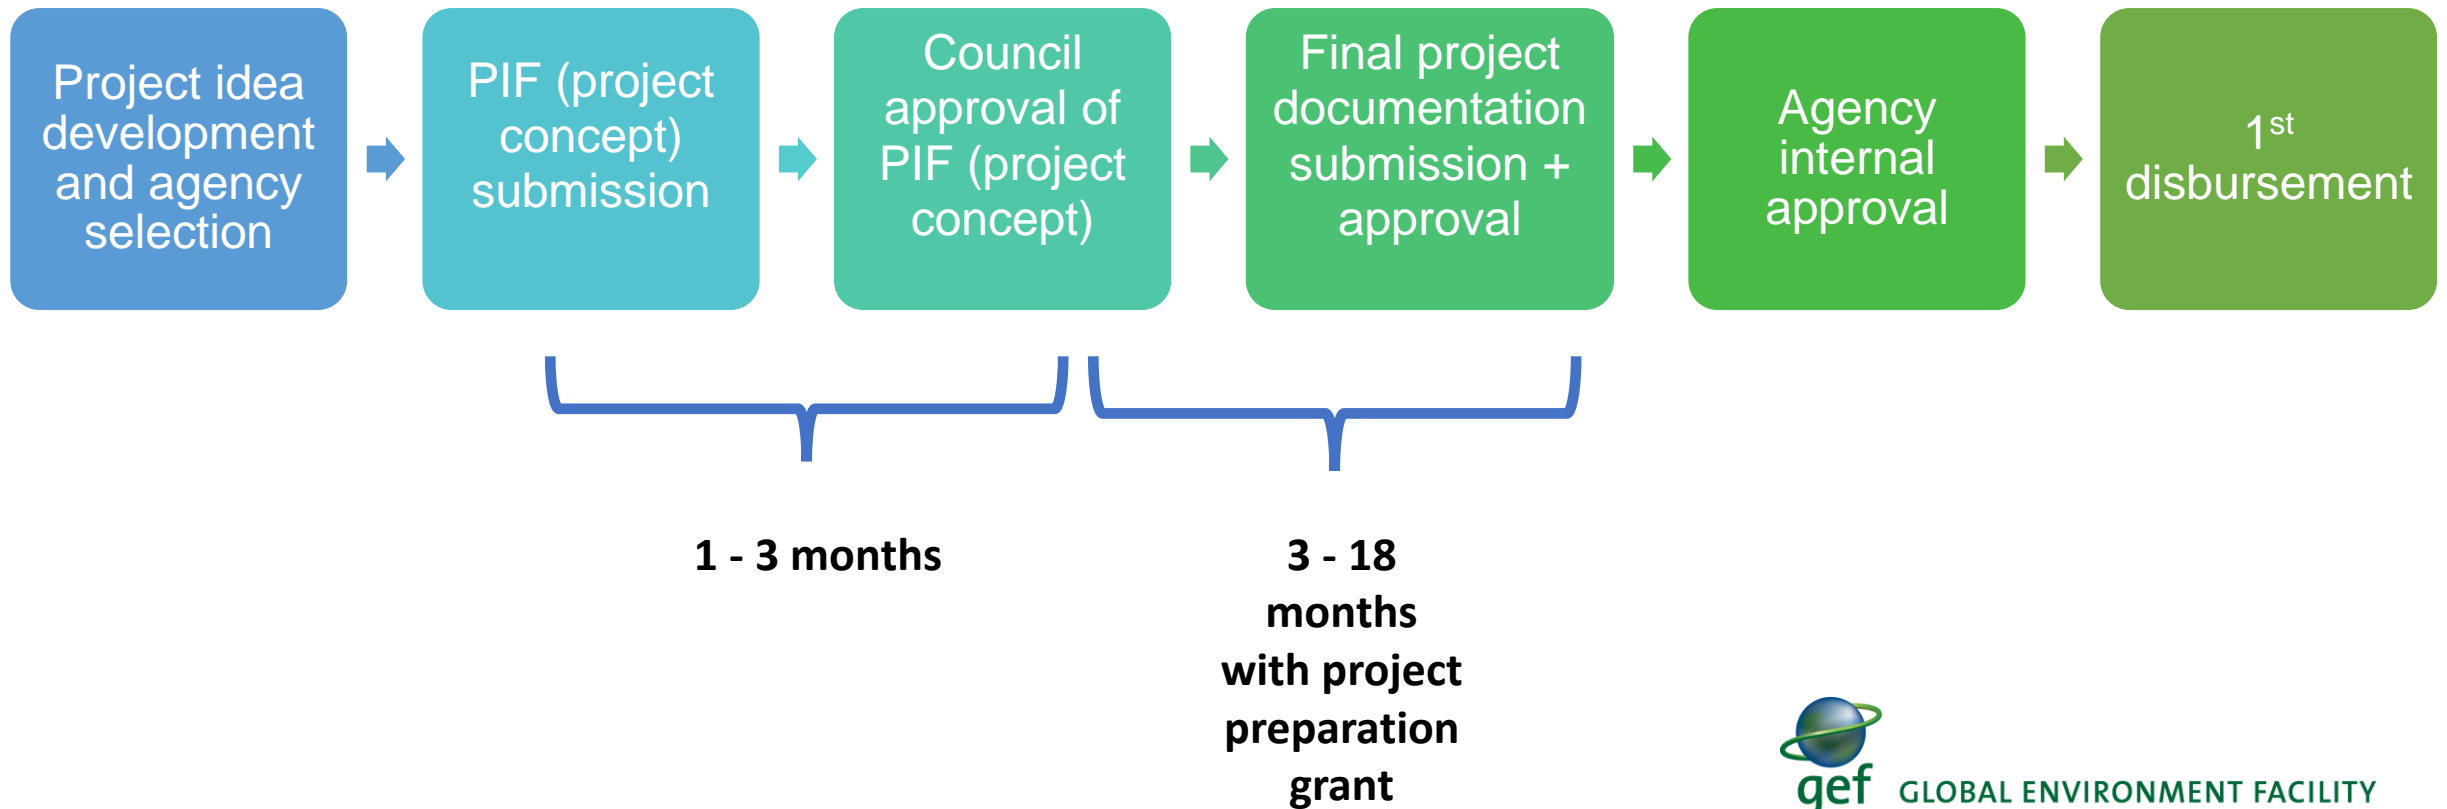 Project idea
development
and agency
selection
PIF (project
concept)
submission
Council
approval of
PIF (project
concept)
Final project
documentation
submission +
approval
Agency
internal
approval
1st
disbursement
1 - 3 months
3 - 18
months
with project
preparation
grant
gef GLOBAL ENVIRONMENT FACILITY